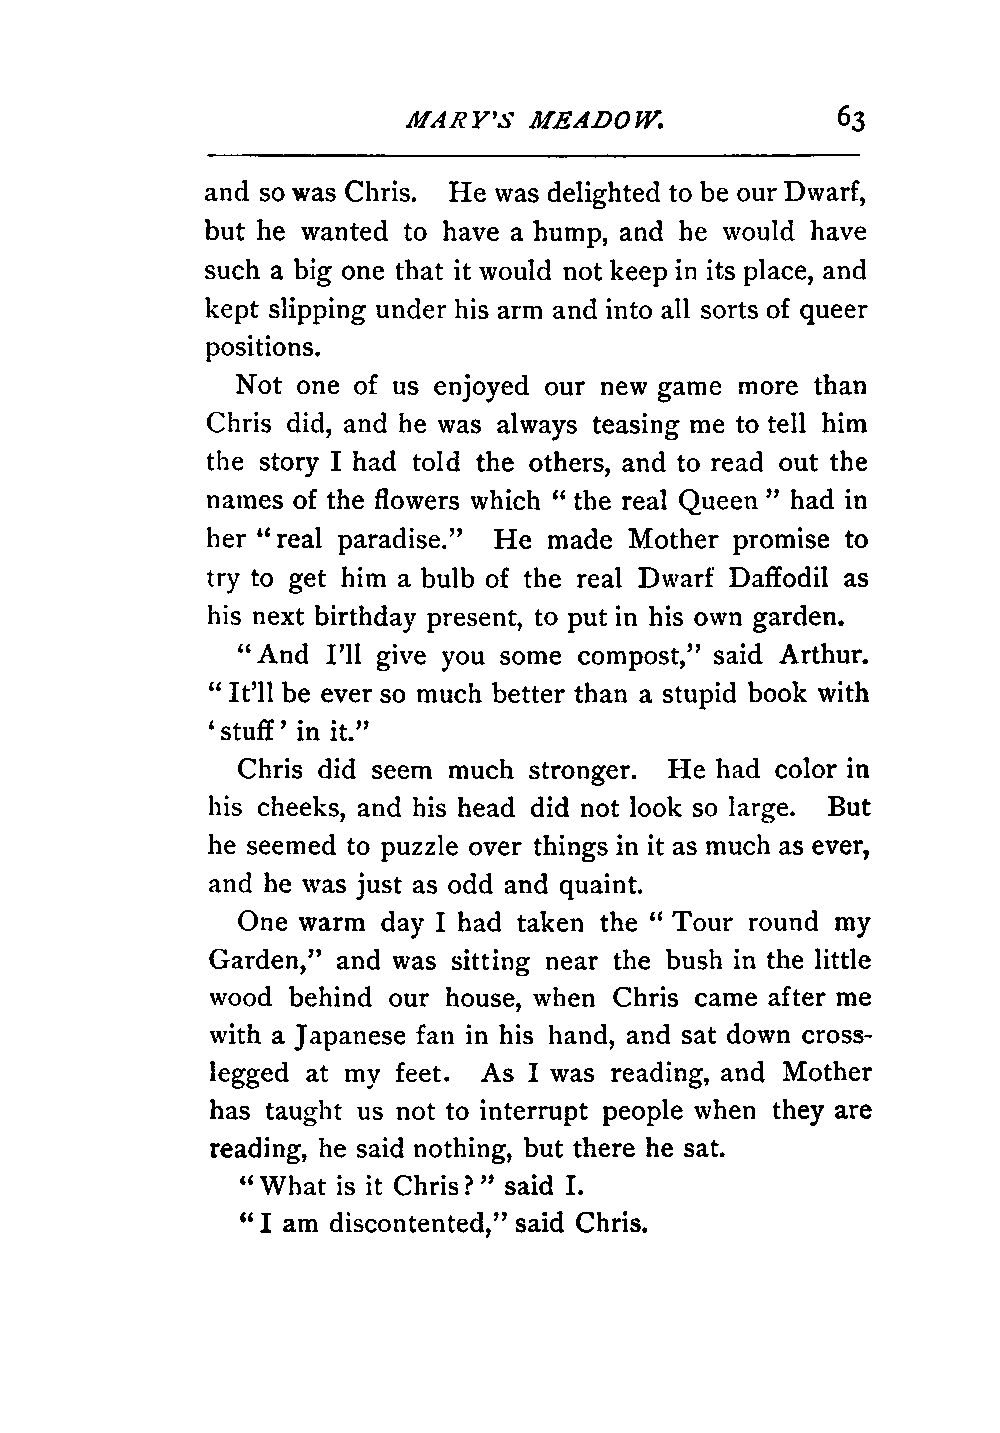 MARY'S MEADOW. 63
and so was Chris. He was delighted to be our Dwarf,
but he wanted to have a hump, and he would have
such a big one that it would not keep in its place, and
kept slipping under his arm and into all sorts of queer
positions.
Not one of us enjoyed our new game more than
Chris did, and he was always teasing me to tell him
the story I had told the others, and to read out the
names of the flowers which “ the real Queen ” had in
her “ real paradise.” He made Mother promise to
try to get him a bulb of the real Dwarf Daffodil as
his next birthday present, to put in his own garden.
“ And I'll give you some compost,” said Arthur.
“ It'll be ever so much better than a stupid book with
‘ stuff ’ in it.”
Chris did seem much stronger. He had color in
his cheeks, and his head did not look so large. But
he seemed to puzzle over things in it as much as ever,
and he was just as odd and quaint.
One warm day I had taken the “ Tour round my
Garden,” and was sitting near the bush in the little
wood behind our house, when Chris came after me
with a Japanese fan in his hand, and sat down cross-
legged at my feet. As I was reading, and Mother
has taught us not to interrupt people when they are
reading, he said nothing, but there he sat.
“ What is it Chris? ” said I.
“ I am discontented,” said Chris.